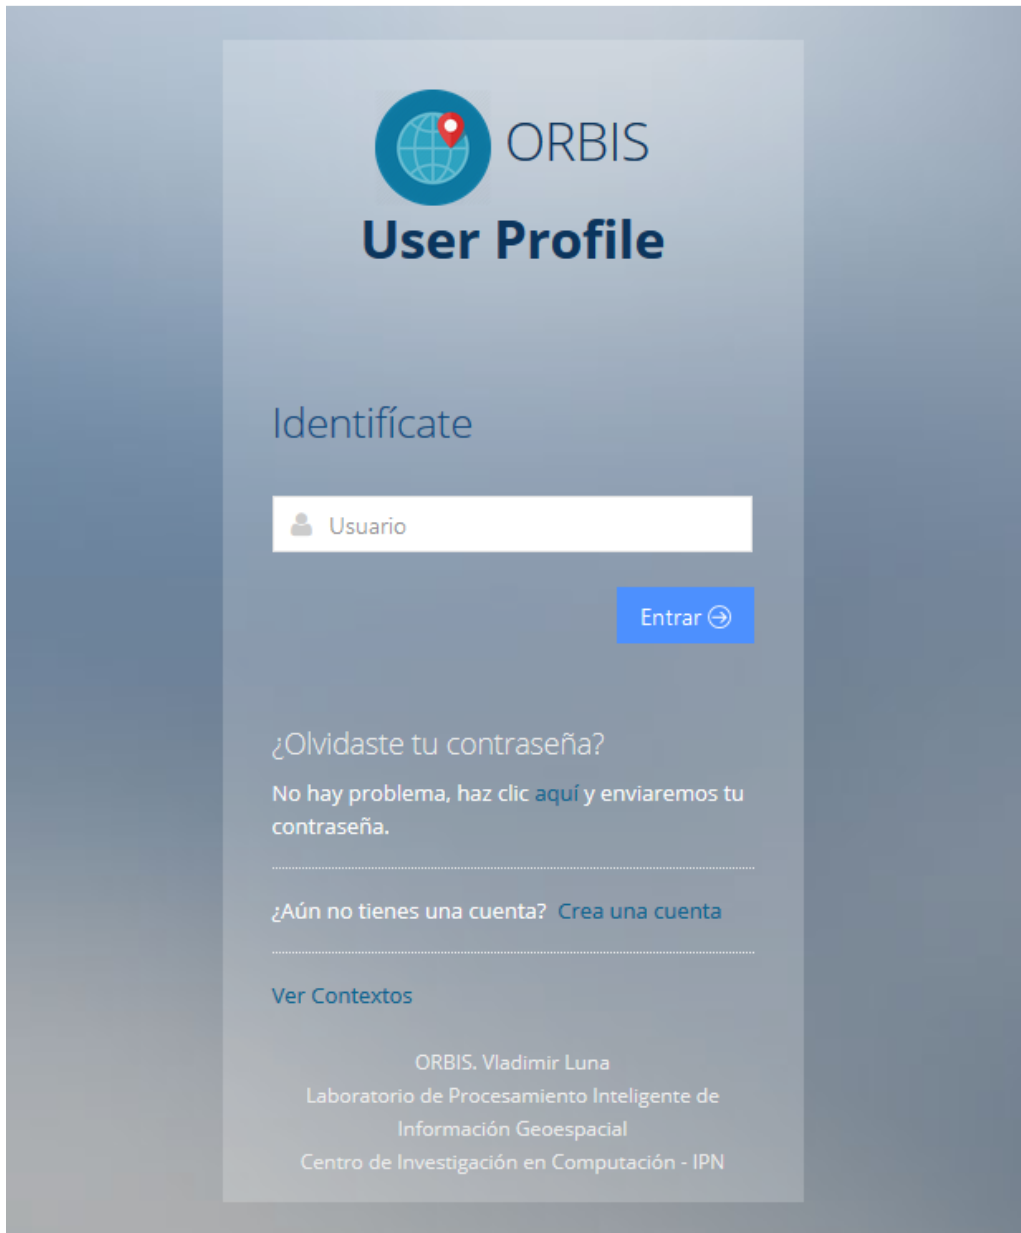 ORBIS
User Profile
Identifícate
Usuario
Entrar
¿Olvidaste tu contraseña?
No hay problema, haz clic aquí y enviaremos tu
contraseña.
¿Aún no tienes una cuenta? Crea una cuenta
Ver Contextos
ORBIS. Vladimir Luna
Laboratorio de Procesamiento Inteligente de
Información Geoespacial
Centro de Investigación en Computación - IPN